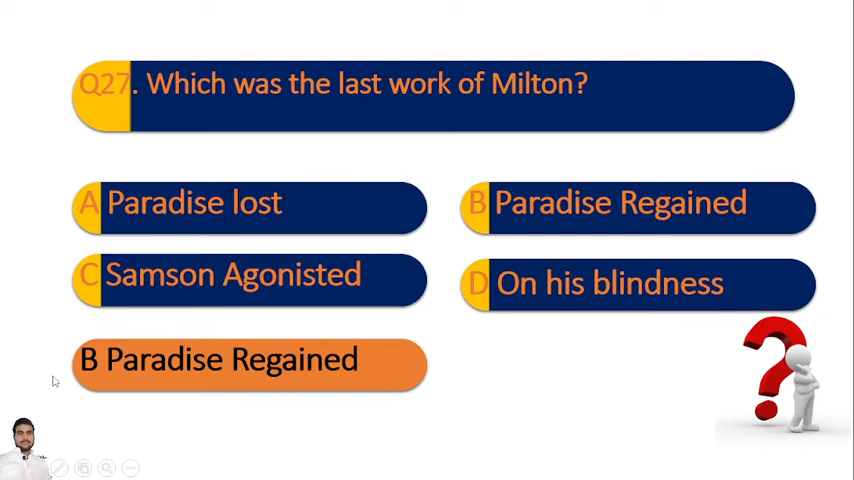 Q27. Which was the last work of Milton?
A Paradise lost
B Paradise Regained
C Samson Agonisted
D On his blindness
B Paradise Regained